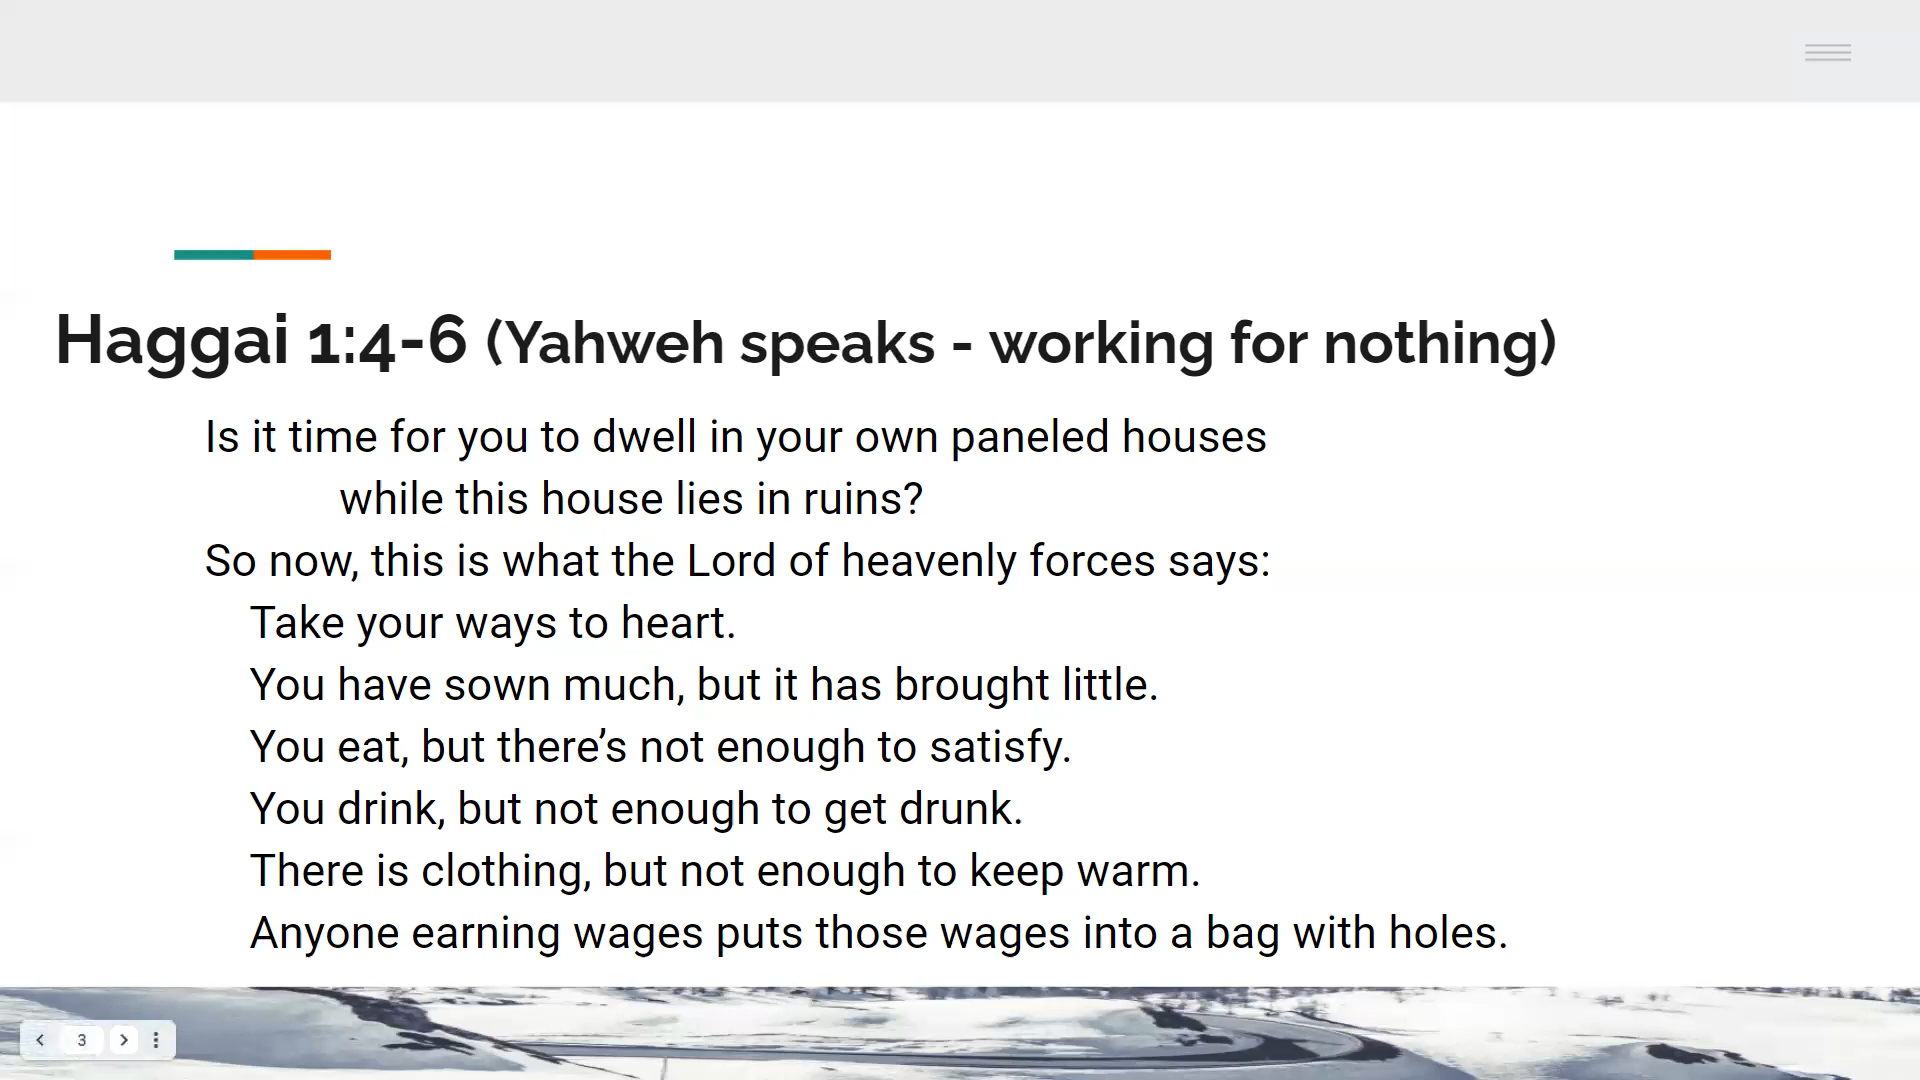 Haggai 1:4-6 (Yahweh speaks - working for nothing)
Is it time for you to dwell in your own paneled houses
while this house lies in ruins?
So now, this is what the Lord of heavenly forces says:
Take your ways to heart.
You have sown much, but it has brought little.
You eat, but there’s not enough to satisfy.
You drink, but not enough to get drunk.
There is clothing, but not enough to keep warm.
Anyone earning wages puts those wages into a bag with holes.
3